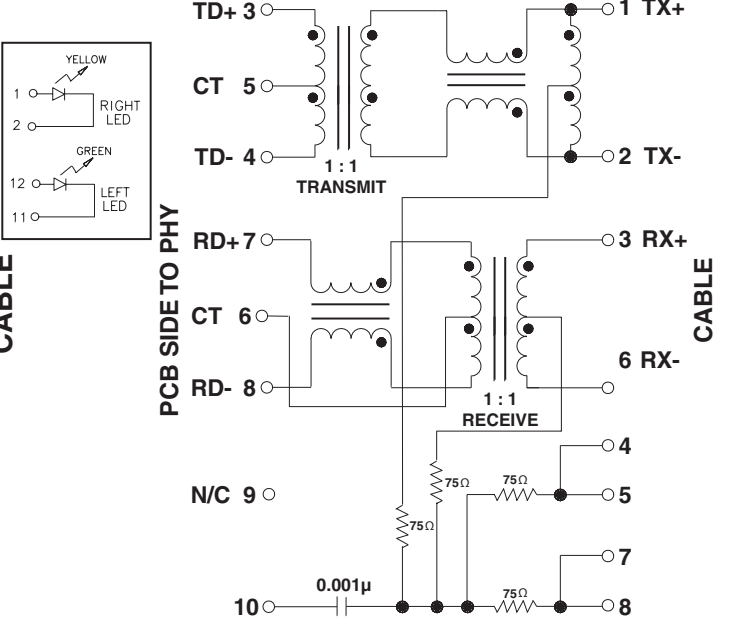 TD+ 3
1 TX+
YELLOW
1
RIGHT
LED
2
CT 5
GREEN
12
LEFT
LED
11
TD- 4
1 : 1
TRANSMIT
2 TX-
PCB SIDE TO PHY
CABLE
RD+ 7
3 RX+
CABLE
CT 6
RD- 8
1 : 1
RECEIVE
6 RX-
4
75Ω
75Ω
5
N/C 9
75Ω
7
0.001µ
75Ω
10
8